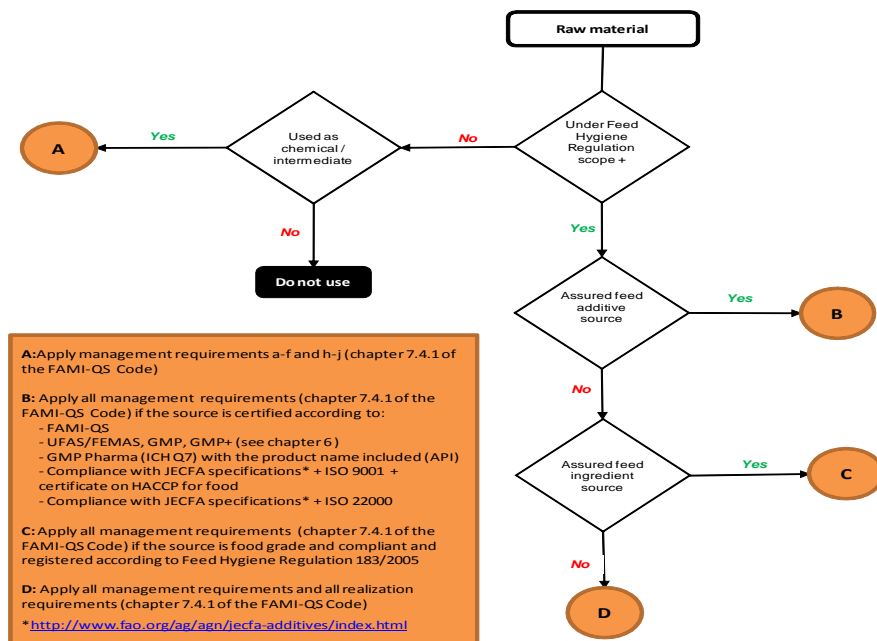 Raw material
Under Feed
Hygiene
Regulation
scope +
No
Used as
chemical /
intermediate
Yes
A
No
Do not use
Yes
Assured feed
additive
source
Yes
B
No
Assured feed
ingredient
source
Yes
C
No
D
A:Apply management requirements a-f and h-j (chapter 7.4.1 of
the FAMI-QS Code)
B: Apply all management requirements (chapter 7.4.1 of the
FAMI-QS Code) if the source is certified according to:
- FAMI-QS
- UFAS/FEMAS, GMP, GMP+ (see chapter 6 )
- GMP Pharma (ICH Q7) with the product name included (API)
- Compliance with JECFA specifications* + ISO 9001 +
certificate on HACCP for food
- Compliance with JECFA specifications* + ISO 22000
C: Apply all management requirements (chapter 7.4.1 of the
FAMI-QS Code) if the source is food grade and compliant and
registered according to Feed Hygiene Regulation 183/2005
D: Apply all management requirements and all realization
requirements (chapter 7.4.1 of the FAMI-QS Code)
*http://www.fao.org/ag/agn/jecfa-additives/index.html